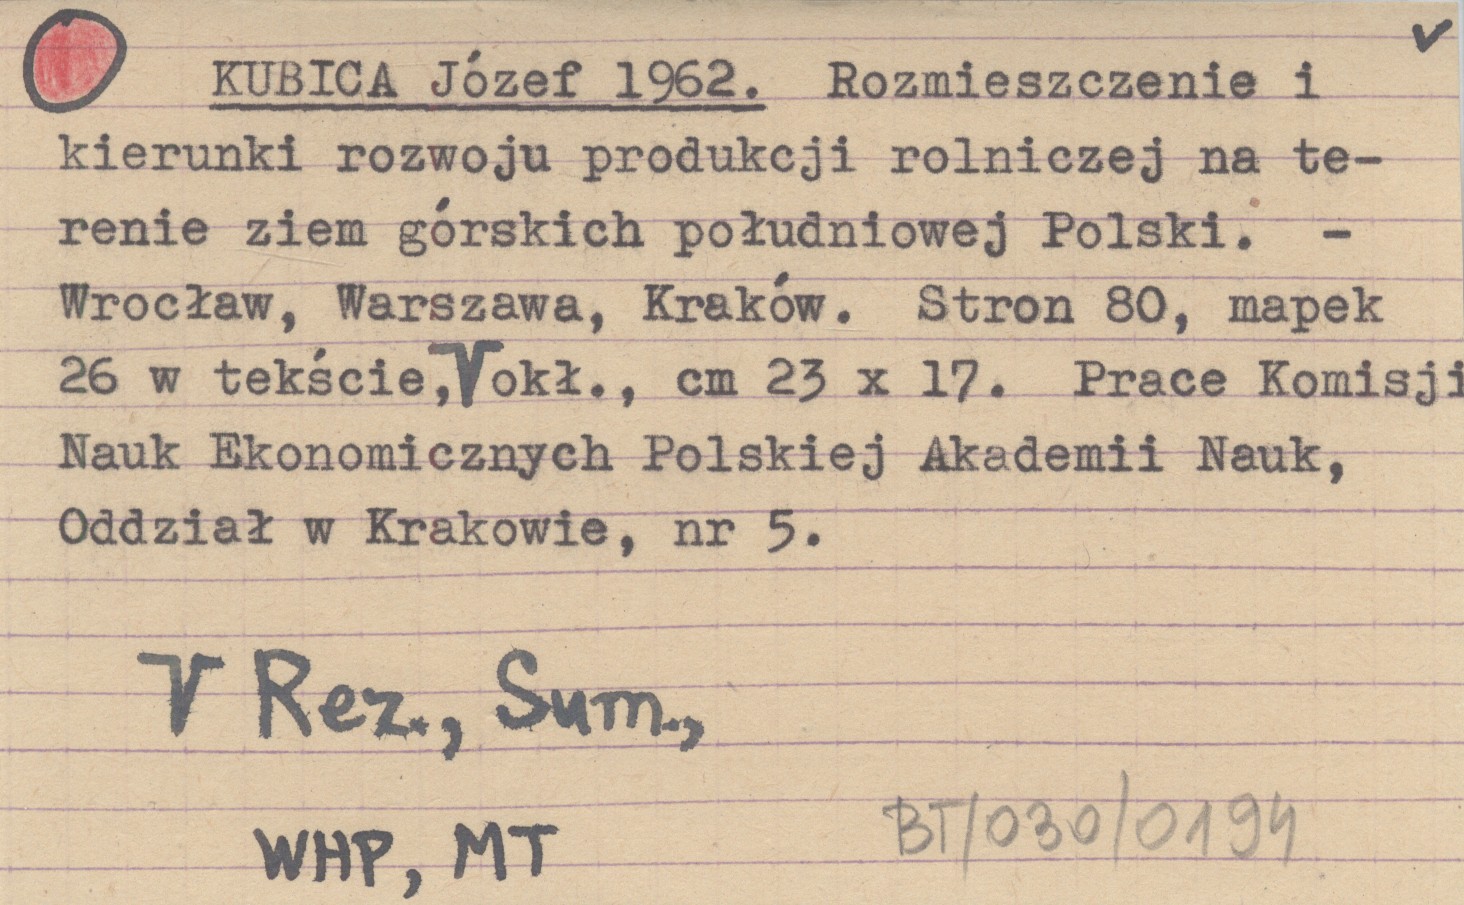 ✓
KUBICA Józef 1962. Rozmieszczenie i
kierunki rozwoju produkcji rolniczej na te-
renie ziem górskich południowej Polski. -
Wrocław, Warszawa, Kraków. Stron 80, mapek
26 w tekście,V okł., cm 23 x 17. Prace Komisji
Nauk Ekonomicznych Polskiej Akademii Nauk,
Oddział w Krakowie, nr 5.
V Rez., Sum.,
WHP, MT
BT/030/0194